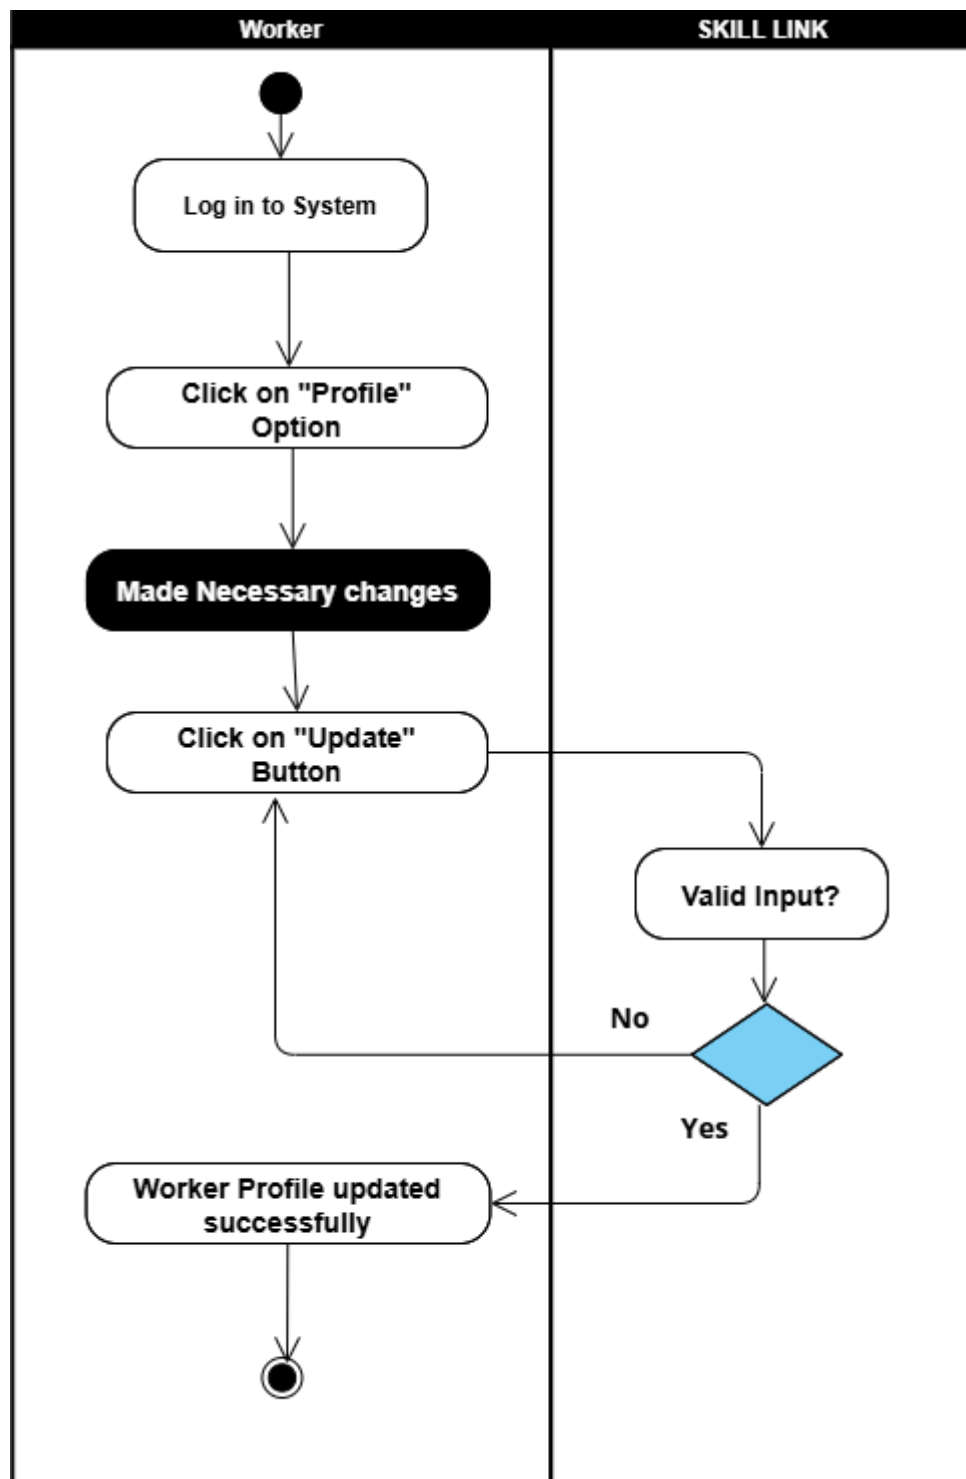 Worker
SKILL LINK
Log in to System
Click on "Profile"
Option
Made Necessary changes
Click on "Update"
Button
Valid Input?
No
Yes
Worker Profile updated
successfully